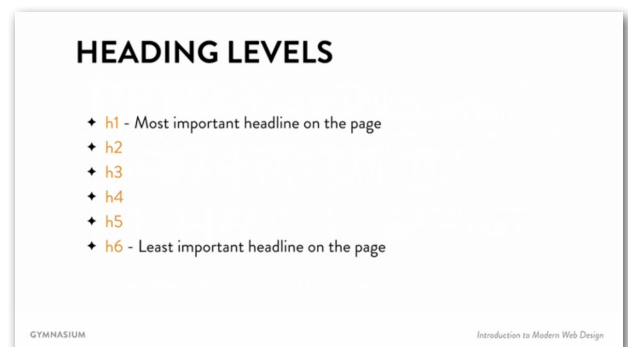 HEADING LEVELS
✦ h1 - Most important headline on the page
✦ h2
✦ h3
✦ h4
✦ h5
✦ h6 - Least important headline on the page
GYMNASIUM
Introduction to Modern Web Design